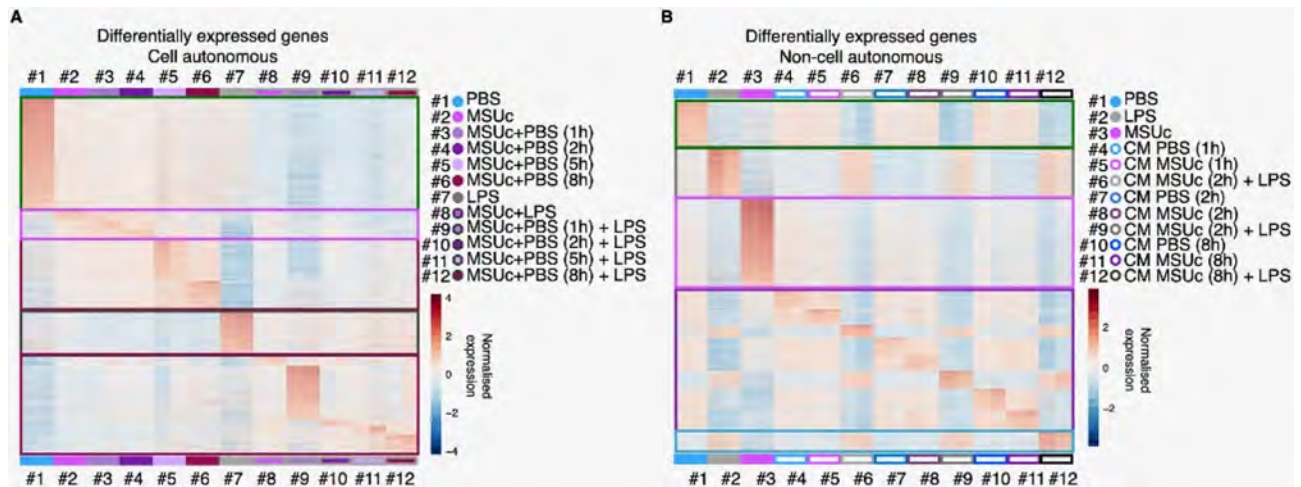 A
Differentially expressed genes
Cell autonomous
#1 #2 #3 #4 #5 #6 #7 #8 #9 #10 #11 #12
#1 PBS
#2 MSUc
#3 MSUc+PBS (1h)
#4 MSUc+PBS (2h)
#5 MSUc+PBS (5h)
#6 MSUc+PBS (8h)
#7 LPS
#8 MSUc+LPS
#9 MSUc+PBS (1h) + LPS
#10 MSUc+PBS (2h) + LPS
#11 MSUc+PBS (5h) + LPS
#12 MSUc+PBS (8h) + LPS
4
2
0
-2
-4
Normalised
expression
#1 #2 #3 #4 #5 #6 #7 #8 #9 #10 #11 #12
B
Differentially expressed genes
Non-cell autonomous
#1 #2 #3 #4 #5 #6 #7 #8 #9 #10 #11 #12
#1 PBS
#2 LPS
#3 MSUc
#4 CM PBS (1h)
#5 CM MSUc (1h)
#6 CM MSUc (2h) + LPS
#7 CM PBS (2h)
#8 CM MSUc (2h)
#9 CM MSUc (2h) + LPS
#10 CM PBS (8h)
#11 CM MSUc (8h)
#12 CM MSUc (8h) + LPS
2
0
-2
Normalised
expression
#1 #2 #3 #4 #5 #6 #7 #8 #9 #10 #11 #12